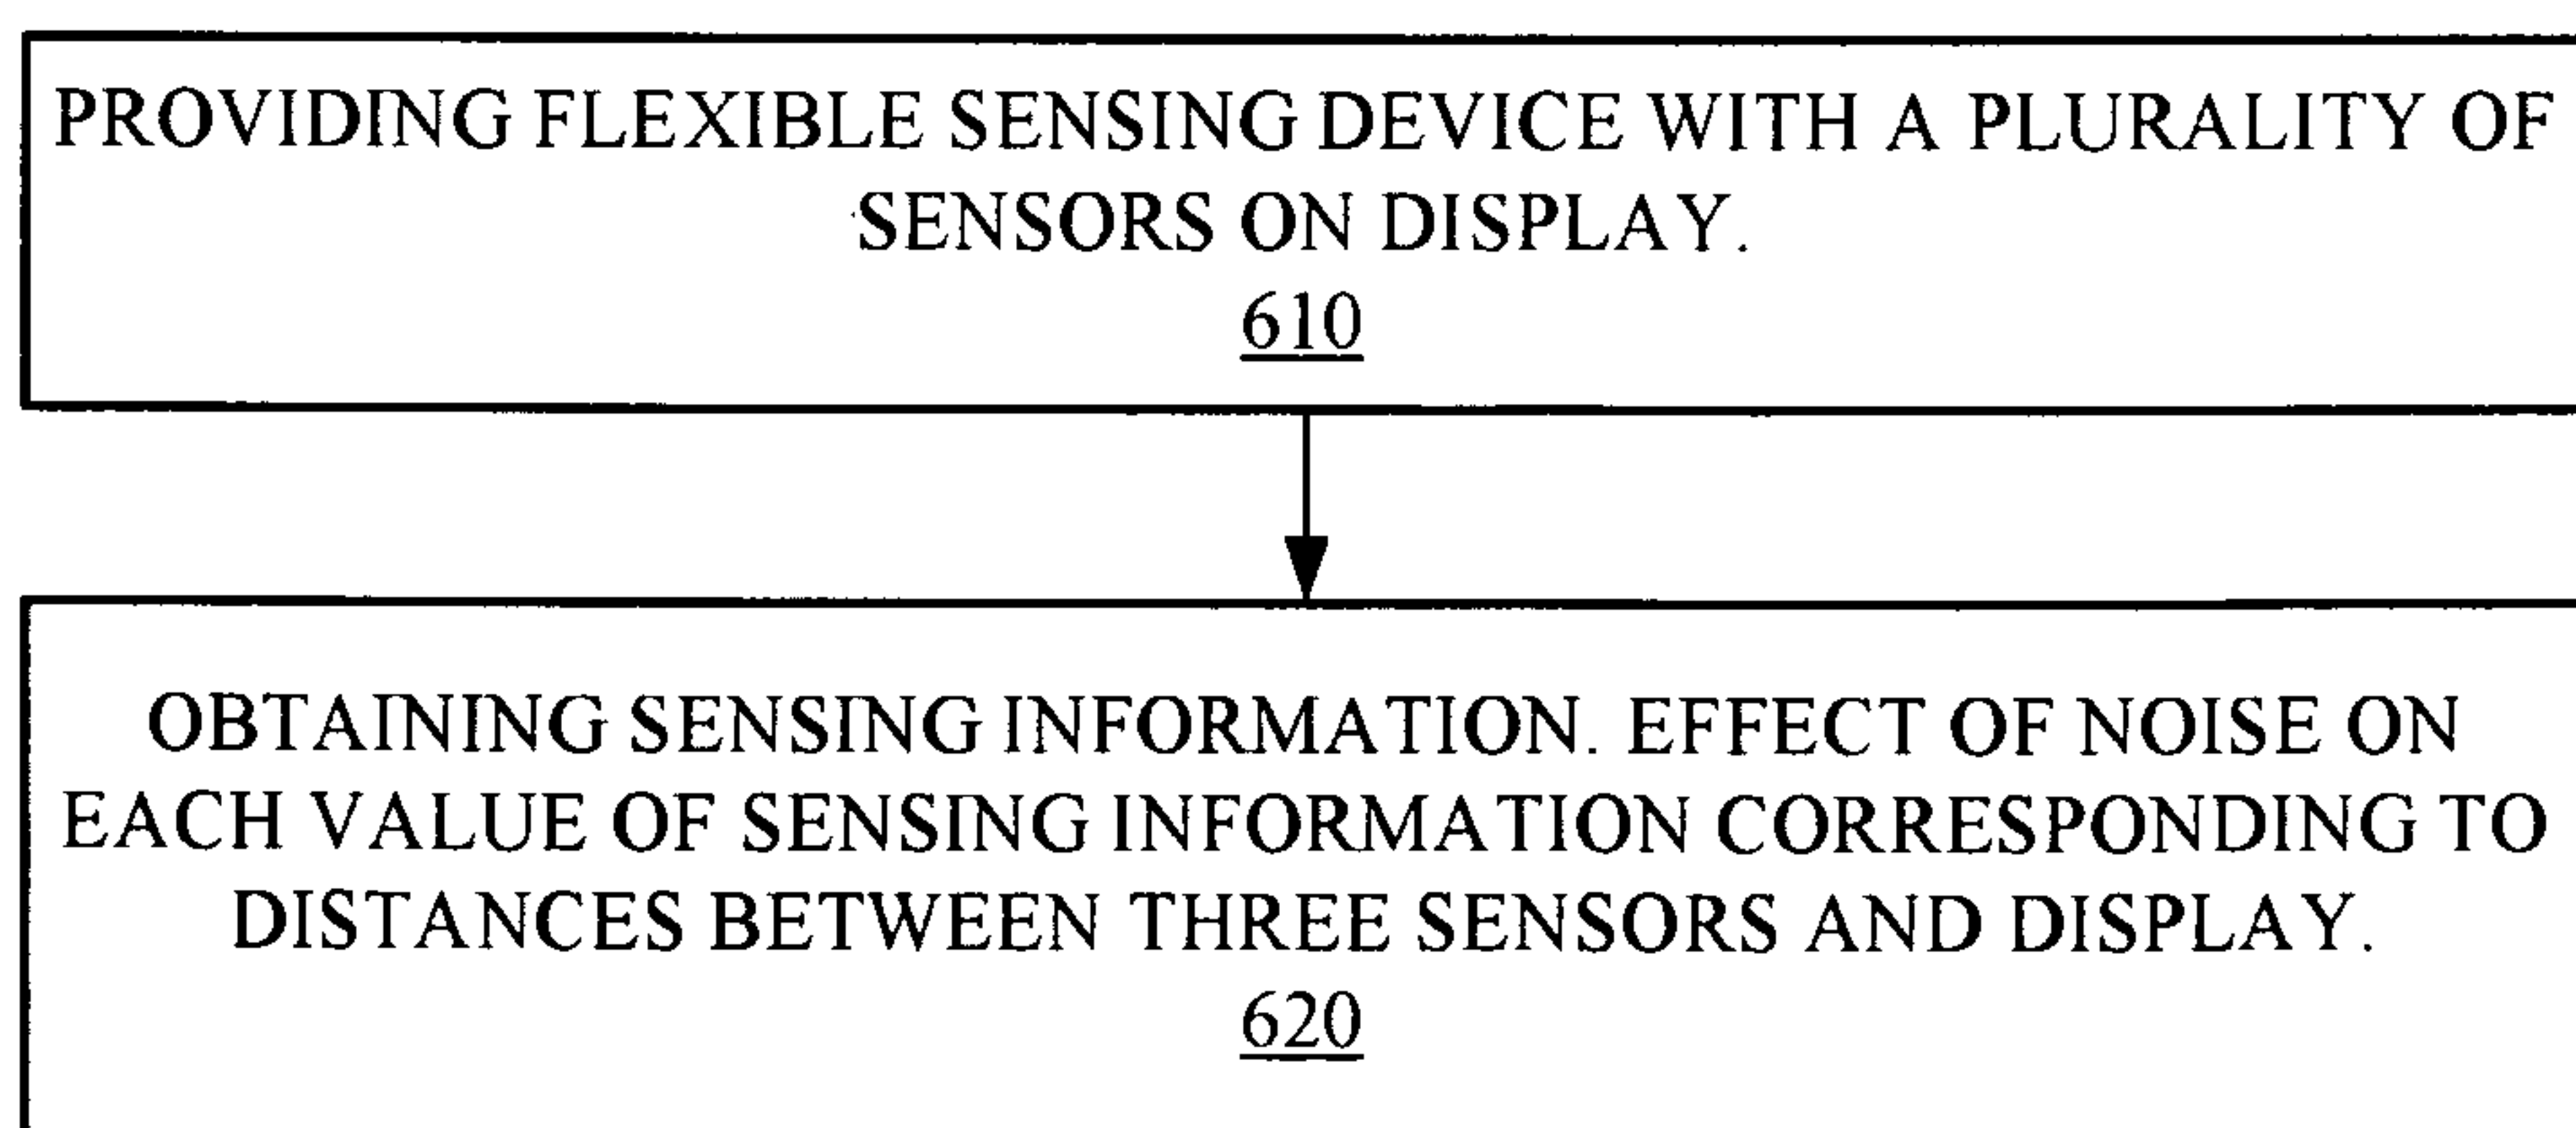 PROVIDING FLEXIBLE SENSING DEVICE WITH A PLURALITY OF
SENSORS ON DISPLAY.
610
OBTAINING SENSING INFORMATION. EFFECT OF NOISE ON
EACH VALUE OF SENSING INFORMATION CORRESPONDING TO
DISTANCES BETWEEN THREE SENSORS AND DISPLAY.
620